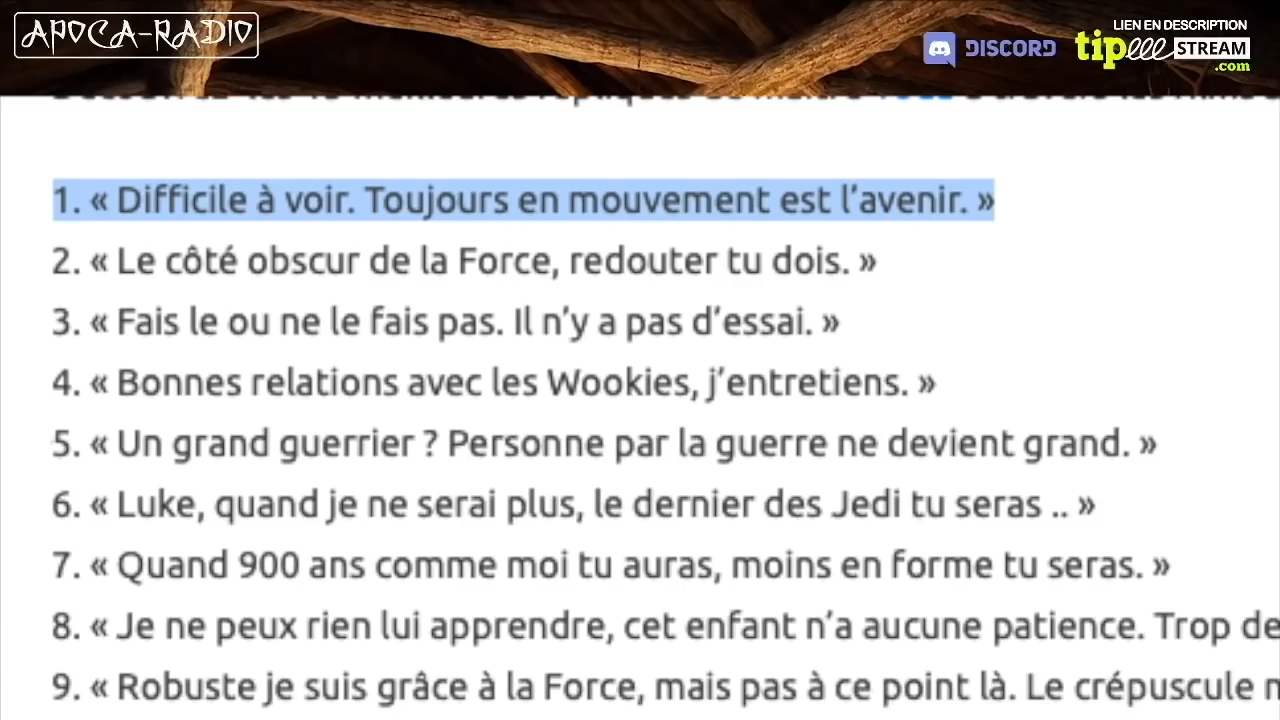 APOCA-RADIO
LIEN EN DESCRIPTION
DISCORD
tipeee STREAM
.com
1. « Difficile à voir. Toujours en mouvement est l’avenir. »
2. « Le côté obscur de la Force, redouter tu dois. »
3. « Fais le ou ne le fais pas. Il n’y a pas d’essai. »
4. « Bonnes relations avec les Wookies, j’entretiens. »
5. « Un grand guerrier ? Personne par la guerre ne devient grand. »
6. « Luke, quand je ne serai plus, le dernier des Jedi tu seras .. »
7. « Quand 900 ans comme moi tu auras, moins en forme tu seras. »
8. « Je ne peux rien lui apprendre, cet enfant n’a aucune patience. Trop de
9. « Robuste je suis grâce à la Force, mais pas à ce point là. Le crépuscule